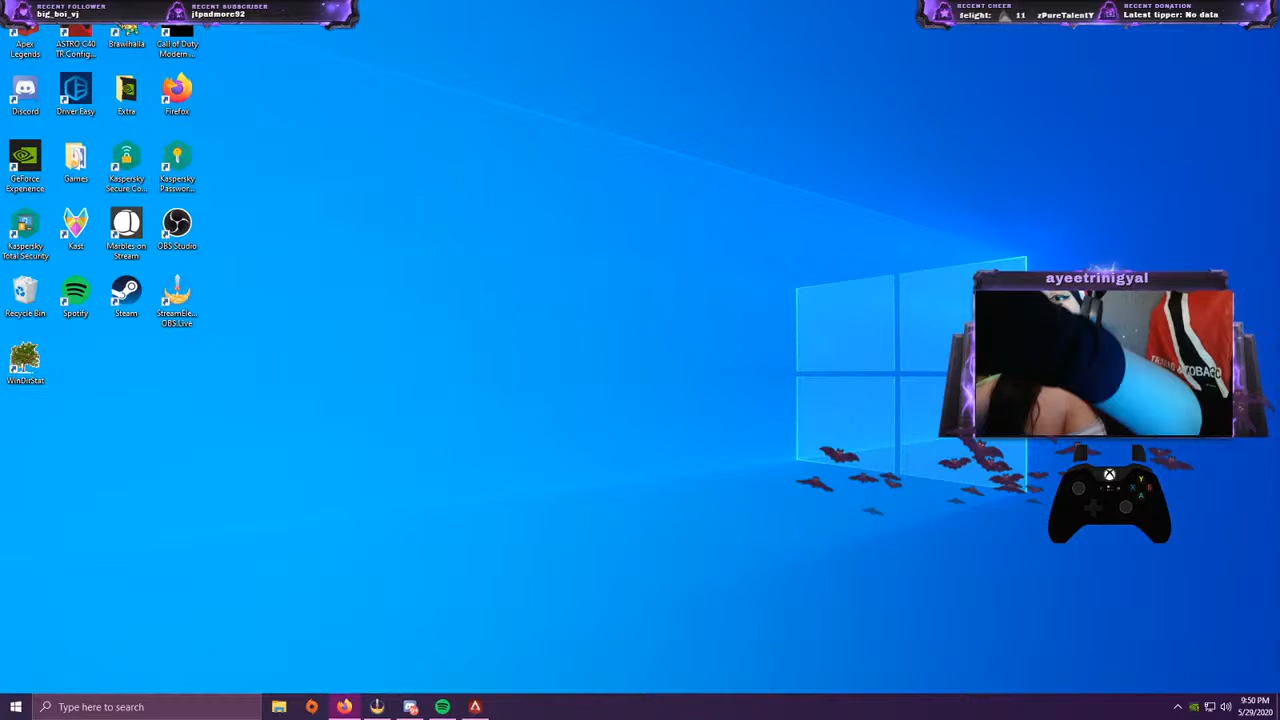 RECENT FOLLOWER
big_boi_vj
RECENT SUBSCRIBER
jtpadmore92
RECENT CHEER
felight: 11 zPureTalentY
RECENT DONATION
Latest tipper: No data
Apex Legends
ASTRO C40 TR Config...
Brawlhalla
Call of Duty Modern ...
Discord
Driver Easy
Extra
Firefox
GeForce Experience
Games
Kaspersky Secure Co...
Kaspersky Passwor...
Kaspersky Total Security
Kast
Marbles on Stream
OBS Studio
Recycle Bin
Spotify
Steam
StreamEle... OBS.Live
WinDirStat
ayeetrinigyal
TOBAGO
Y
X
B
A
Type here to search
9:50 PM
5/29/2020